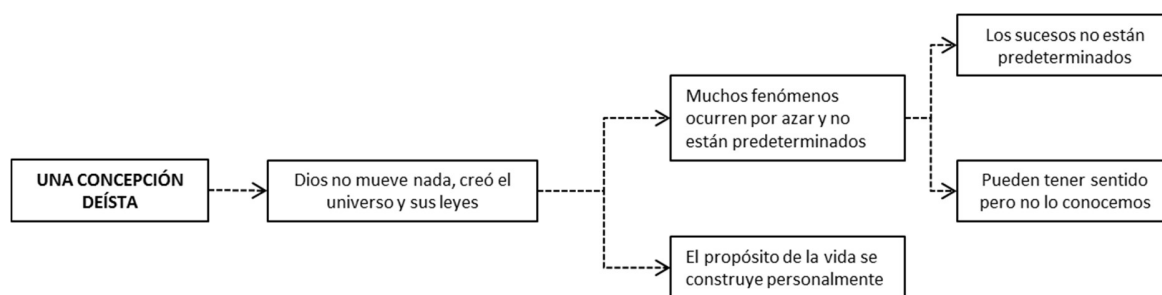 UNA CONCEPCIÓN
DEÍSTA
Dios no mueve nada, creó el
universo y sus leyes
Muchos fenómenos
ocurren por azar y no
están predeterminados
El propósito de la vida se
construye personalmente
Los sucesos no están
predeterminados
Pueden tener sentido
pero no lo conocemos